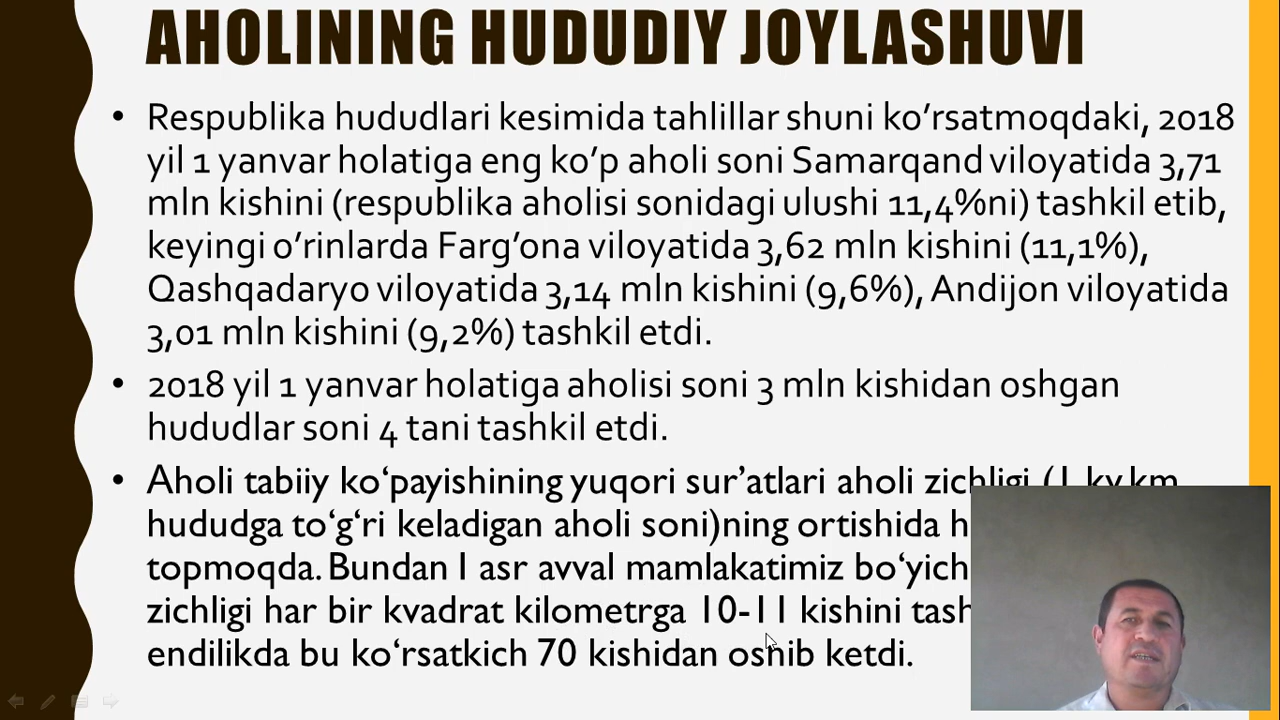 AHOLINING HUDUDIY JOYLASHUVI
• Respublika hududlari kesimida tahlillar shuni ko’rsatmoqdaki, 2018
yil 1 yanvar holatiga eng ko’p aholi soni Samarqand viloyatida 3,71
mln kishini (respublika aholisi sonidagi ulushi 11,4%ni) tashkil etib,
keyingi o’rinlarda Farg’ona viloyatida 3,62 mln kishini (11,1%),
Qashqadaryo viloyatida 3,14 mln kishini (9,6%), Andijon viloyatida
3,01 mln kishini (9,2%) tashkil etdi.
• 2018 yil 1 yanvar holatiga aholisi soni 3 mln kishidan oshgan
hududlar soni 4 tani tashkil etdi.
• Aholi tabiiy ko‘payishining yuqori sur’atlari aholi zichligi (1 kv.km
hududga to‘g‘ri keladigan aholi soni)ning ortishida
topmoqda. Bundan 1 asr avval mamlakatimiz
zichligi har bir kvadrat kilometrga 10-11 kishini
endilikda bu ko‘rsatkich 70 kishidan oshib ketdi.